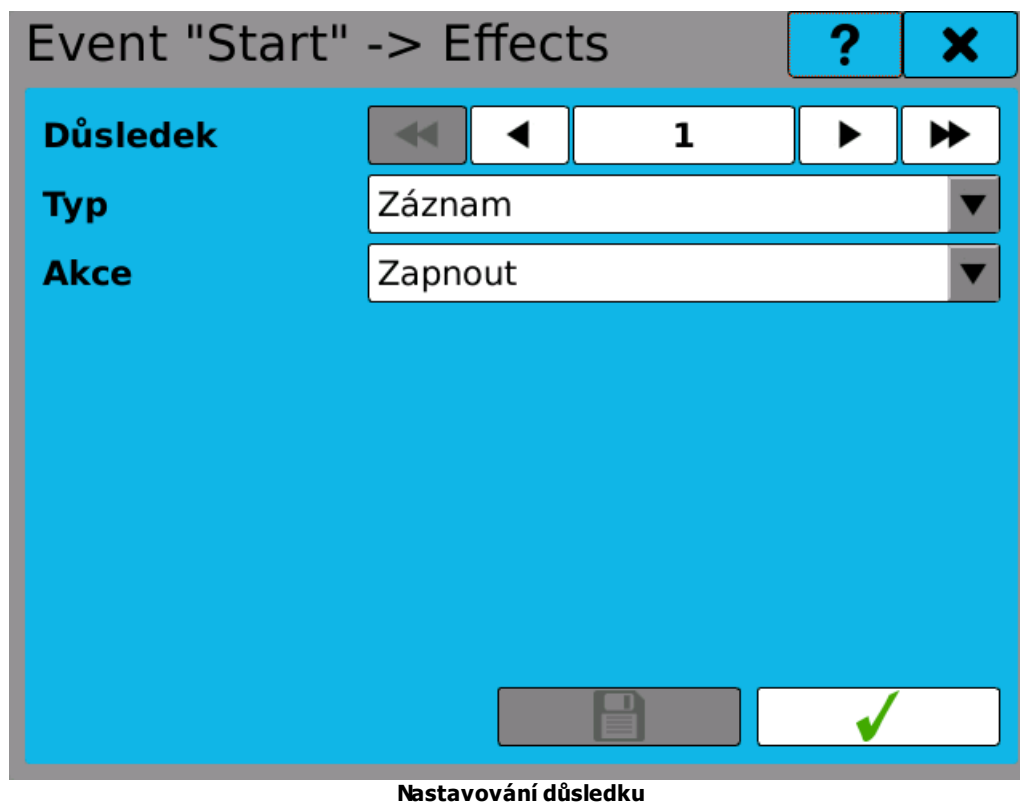 Event "Start" -> Effects ?
Důsledek 1
Typ Záznam
Akce Zapnout
Nastavování důsledku